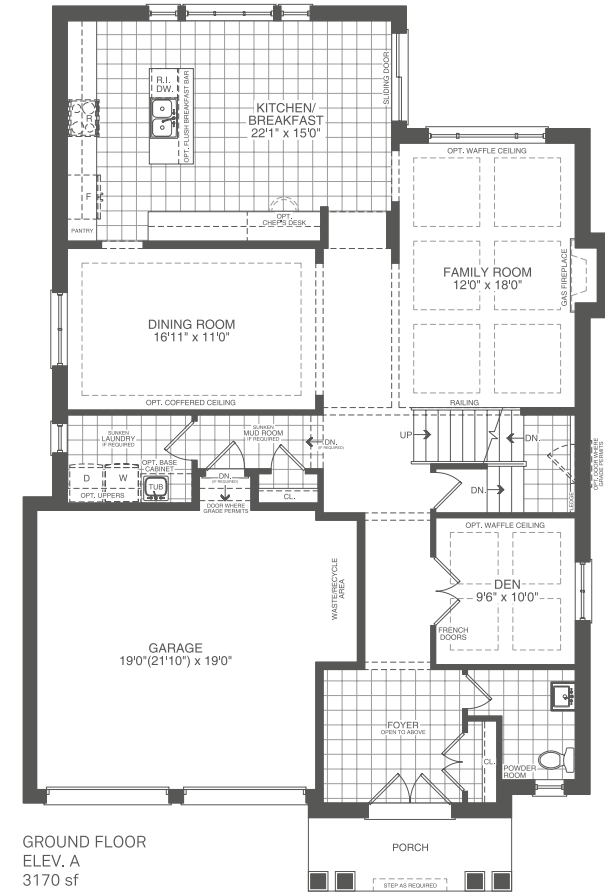 R.I.
DW.
OPT. FLUSH BREAKFAST BAR
SLIDING DOOR
KITCHEN/
BREAKFAST
22'1" x 15'0"
R
F
PANTRY
OPT.
CHEF'S DESK
OPT. WAFFLE CEILING
FAMILY ROOM
12'0" x 18'0"
GAS FIREPLACE
RAILING
DINING ROOM
16'11" x 11'0"
OPT. COFFERED CEILING
SUNKEN
LAUNDRY
IF REQUIRED
SUNKEN
MUD ROOM
IF REQUIRED
DN.
(IF REQUIRED)
UP
DN.
OPT. DOOR WHERE
GRADE PERMITS
OPT. BASE
CABINET
D
W
TUB
OPT. UPPERS
DN.
(IF REQUIRED)
CL.
DN.
LEDGE
DOOR WHERE
GRADE PERMITS
WASTE/RECYCLE
AREA
OPT. WAFFLE CEILING
DEN
9'6" x 10'0"
FRENCH
DOORS
GARAGE
19'0"(21'10") x 19'0"
FOYER
OPEN TO ABOVE
CL.
POWDER
ROOM
PORCH
STEP AS REQUIRED
GROUND FLOOR
ELEV. A
3170 sf